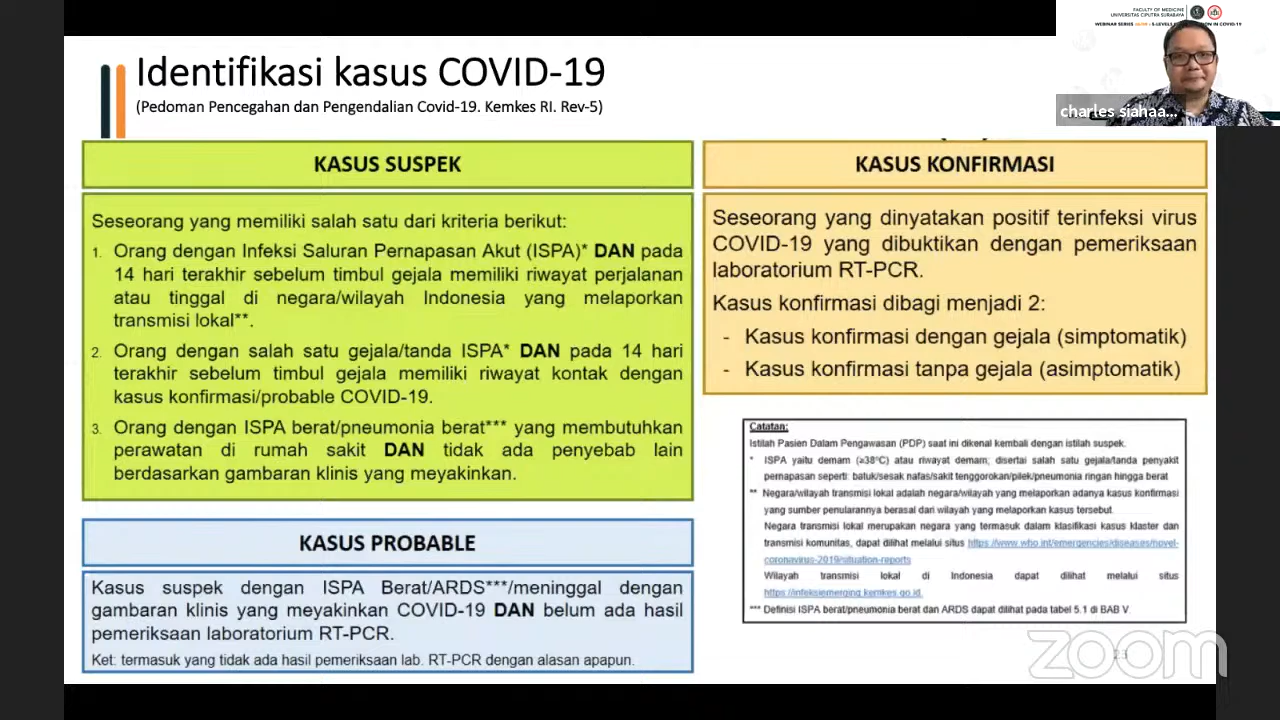 FACULTY OF MEDICINE
UNIVERSITAS CIPUTRA SURABAYA
charles siahaa...
Identifikasi kasus COVID-19
(Pedoman Pencegahan dan Pengendalian Covid-19. Kemkes RI. Rev-5)
KASUS SUSPEK
Seseorang yang memiliki salah satu dari kriteria berikut:
1. Orang dengan Infeksi Saluran Pernapasan Akut (ISPA)* DAN pada
14 hari terakhir sebelum timbul gejala memiliki riwayat perjalanan
atau tinggal di negara/wilayah Indonesia yang melaporkan
transmisi lokal**.
2. Orang dengan salah satu gejala/tanda ISPA* DAN pada 14 hari
terakhir sebelum timbul gejala memiliki riwayat kontak dengan
kasus konfirmasi/probable COVID-19.
3. Orang dengan ISPA berat/pneumonia berat*** yang membutuhkan
perawatan di rumah sakit DAN tidak ada penyebab lain
berdasarkan gambaran klinis yang meyakinkan.
KASUS PROBABLE
Kasus suspek dengan ISPA Berat/ARDS***/meninggal dengan
gambaran klinis yang meyakinkan COVID-19 DAN belum ada hasil
pemeriksaan laboratorium RT-PCR.
Ket: termasuk yang tidak ada hasil pemeriksaan lab. RT-PCR dengan alasan apapun.
KASUS KONFIRMASI
Seseorang yang dinyatakan positif terinfeksi virus
COVID-19 yang dibuktikan dengan pemeriksaan
laboratorium RT-PCR.
Kasus konfirmasi dibagi menjadi 2:
- Kasus konfirmasi dengan gejala (simptomatik)
- Kasus konfirmasi tanpa gejala (asimptomatik)
Catatan:
Istilah Pasien Dalam Pengawasan (PDP) saat ini dikenal kembali dengan istilah suspek.
* ISPA yaitu demam (≥38°C) atau riwayat demam; disertai salah satu gejala/tanda penyakit
pernapasan seperti: batuk/sesak nafas/sakit tenggorokan/pilek/pneumonia ringan hingga berat
** Negara/wilayah transmisi lokal adalah negara/wilayah yang melaporkan adanya kasus konfirmasi
yang sumber penularannya berasal dari wilayah yang melaporkan kasus tersebut.
Negara transmisi lokal merupakan negara yang termasuk dalam klasifikasi kasus klaster dan
transmisi komunitas, dapat dilihat melalui situs https://www.who.int/emergencies/diseases/novel-
coronavirus-2019/situation-reports
Wilayah transmisi lokal di Indonesia dapat dilihat melalui situs
https://infeksiemerging.kemkes.go.id.
*** Definisi ISPA berat/pneumonia berat dan ARDS dapat dilihat pada tabel 5.1 di BAB V.
23
zoom